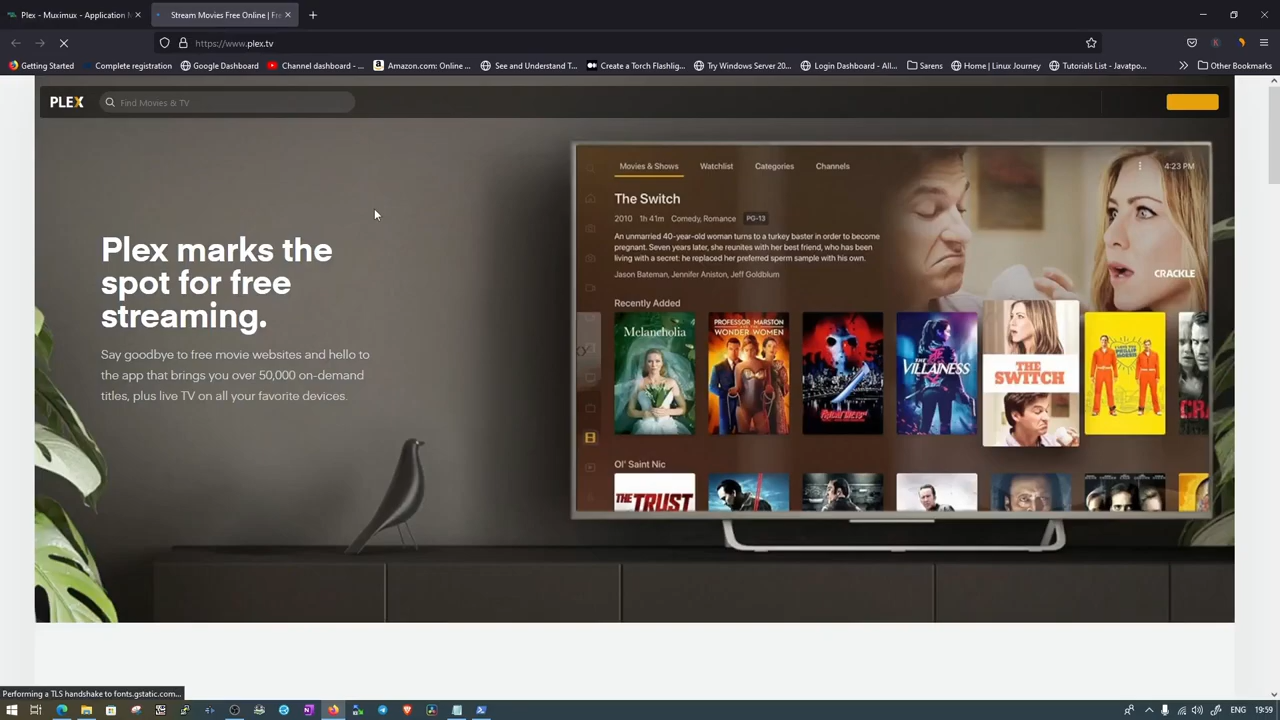 Plex - Muximux - Application M
Stream Movies Free Online | Fre
https://www.plex.tv
Getting Started
Complete registration
Google Dashboard
Channel dashboard - ...
Amazon.com: Online ...
See and Understand T...
Create a Torch Flashlig...
Try Windows Server 20...
Login Dashboard - All...
Sarens
Home | Linux Journey
Tutorials List - Javatpo...
Other Bookmarks
PLEX
Find Movies & TV
Movies & Shows
Watchlist
Categories
Channels
4:23 PM
The Switch
2010 1h 41m Comedy, Romance PG-13
An unmarried 40-year-old woman turns to a turkey baster in order to become
pregnant. Seven years later, she reunites with her best friend, who has been
living with a secret: he replaced her preferred sperm sample with his own.
Jason Bateman, Jennifer Aniston, Jeff Goldblum
CRACKLE
Plex marks the
spot for free
streaming.
Say goodbye to free movie websites and hello to
the app that brings you over 50,000 on-demand
titles, plus live TV on all your favorite devices.
Recently Added
Melancholia
PROFESSOR MARSTON
AND THE
WONDER WOMEN
THE
VILLAINESS
THE
SWITCH
Ol' Saint Nic
THE TRUST
Performing a TLS handshake to fonts.gstatic.com...
ENG
19:59